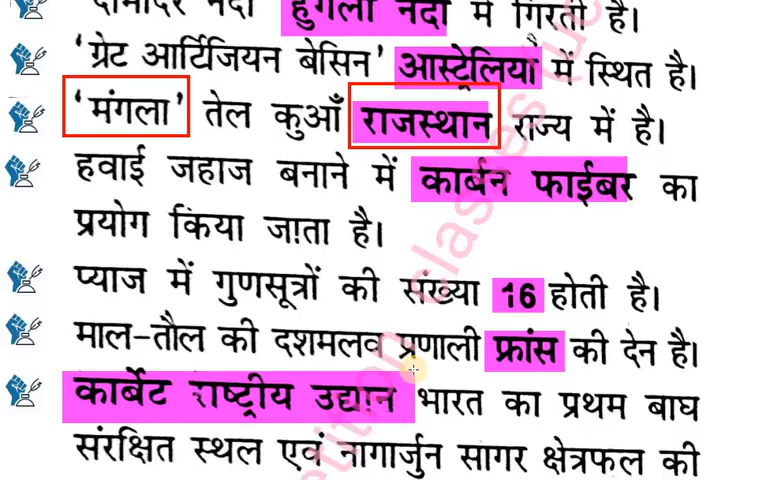 दामोदर नदी हुगली नदी में गिरती है।
‘ग्रेट आर्टिजियन बेसिन’ आस्ट्रेलिया में स्थित है।
‘मंगला’ तेल कुआँ राजस्थान राज्य में है।
हवाई जहाज बनाने में कार्बन फाईबर का
प्रयोग किया जाता है।
प्याज में गुणसूत्रों की संख्या 16 होती है।
माल-तौल की दशमलव प्रणाली फ्रांस की देन है।
कार्बेट राष्ट्रीय उद्यान भारत का प्रथम बाघ
संरक्षित स्थल एवं नागार्जुन सागर क्षेत्रफल की